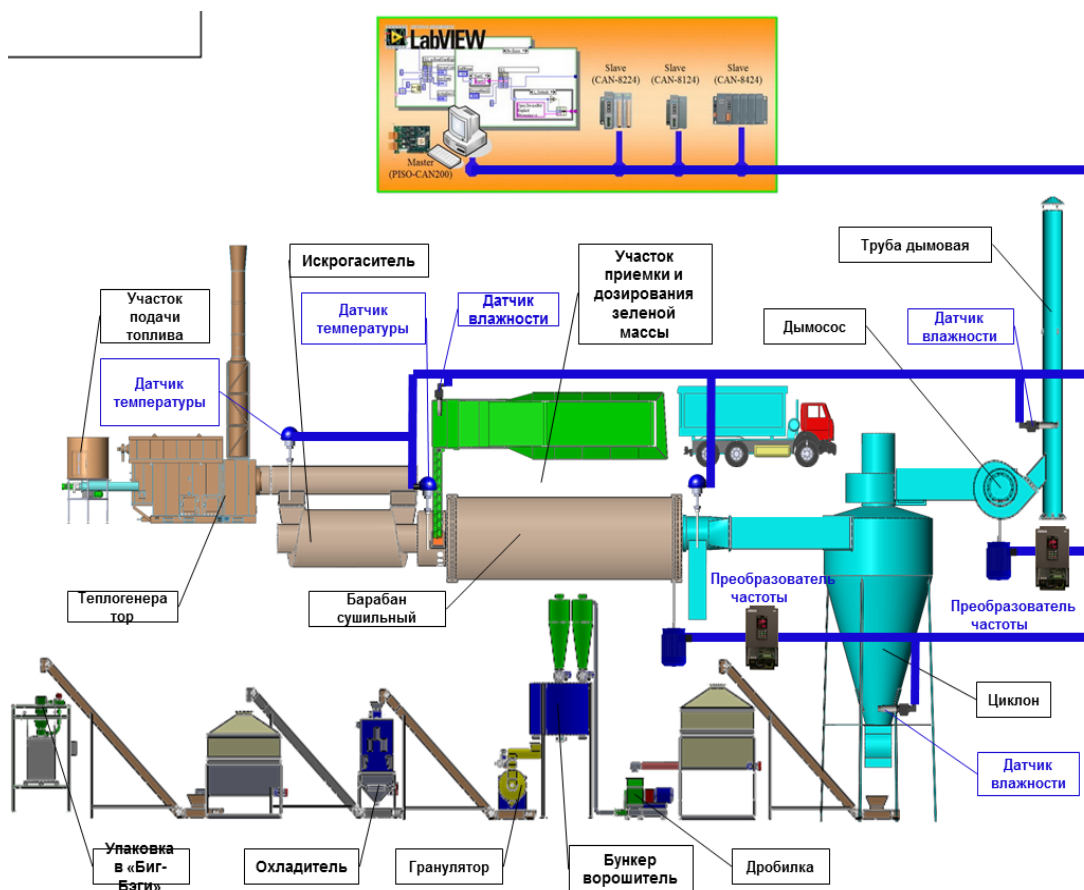 LabVIEW
Slave
(CAN-8224)
Slave
(CAN-8124)
Slave
(CAN-8424)
Master
(PISO-CAN200)
Труба дымовая
Искрогаситель
Участок
приемки и
дозирования
зеленой
массы
Участок
подачи
топлива
Датчик
температуры
Датчик
влажности
Дымосос
Датчик
влажности
Датчик
температуры
Теплогенера
тор
Барабан
сушильный
Преобразователь
частоты
Преобразователь
частоты
Циклон
Датчик
влажности
Упаковка
в «Биг-
Бэги»
Охладитель
Гранулятор
Бункер
ворошитель
Дробилка